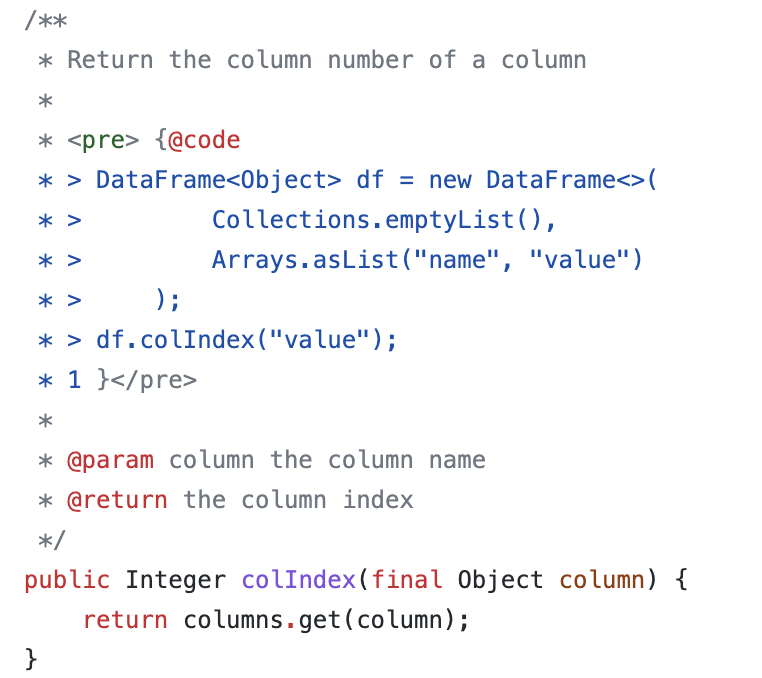 /**
 * Return the column number of a column
 *
 * <pre> {@code
 * > DataFrame<Object> df = new DataFrame<>(
 * >         Collections.emptyList(),
 * >         Arrays.asList("name", "value")
 * >     );
 * > df.colIndex("value");
 * 1 }</pre>
 *
 * @param column the column name
 * @return the column index
 */
public Integer colIndex(final Object column) {
    return columns.get(column);
}